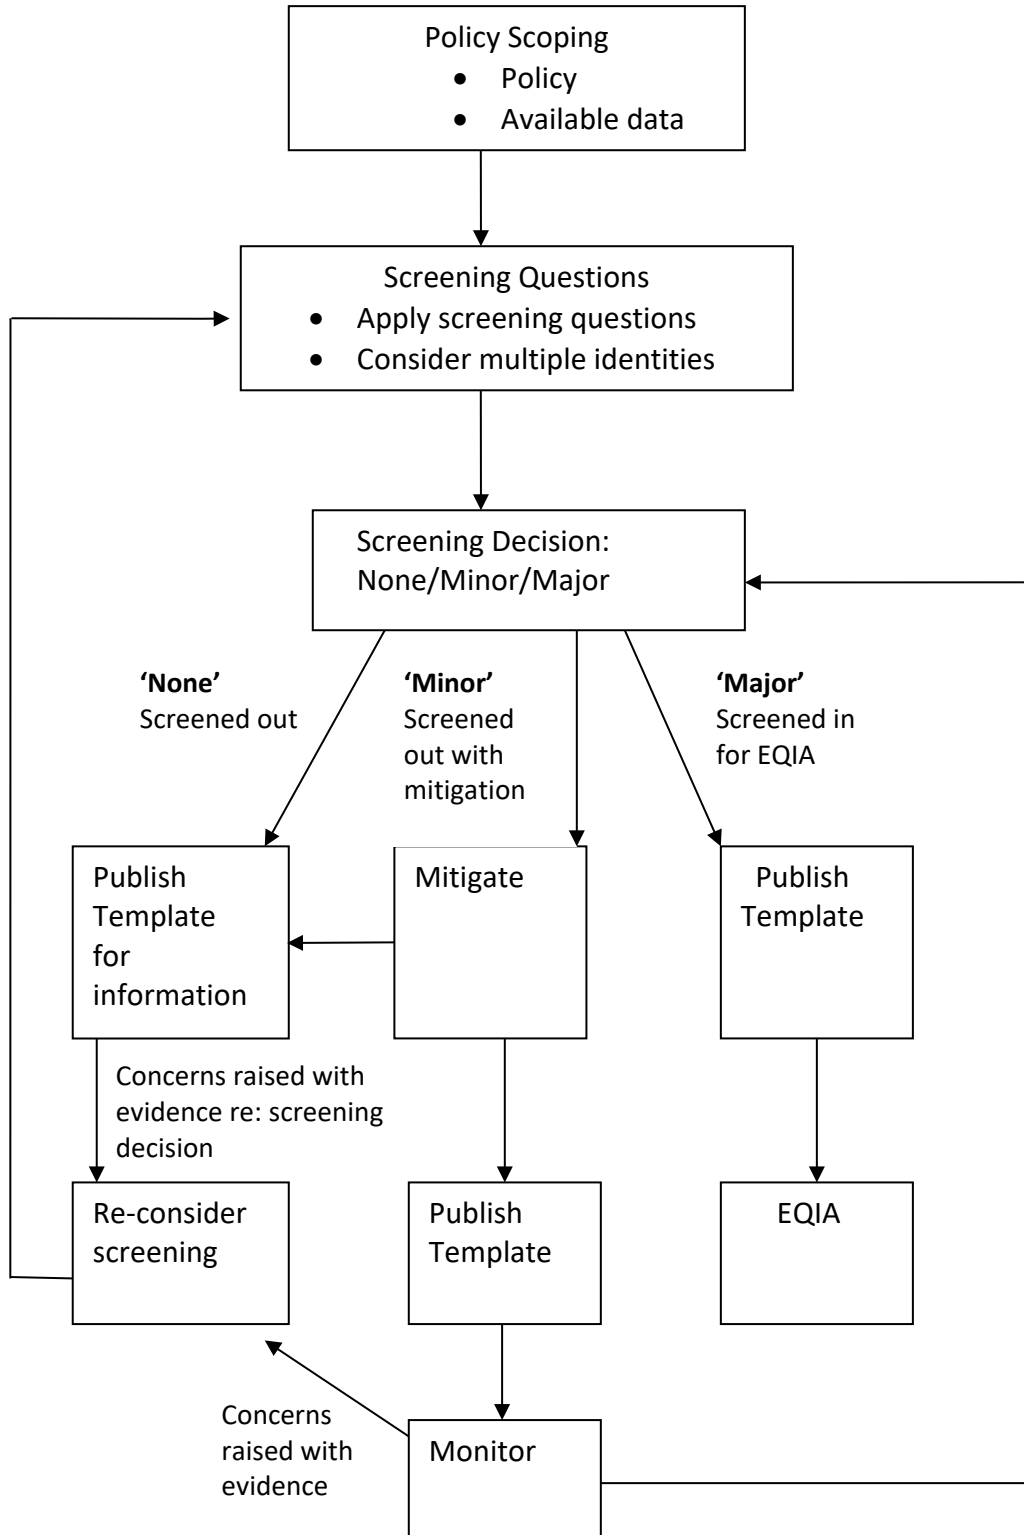 Policy Scoping
• Policy
• Available data
Screening Questions
• Apply screening questions
• Consider multiple identities
Screening Decision:
None/Minor/Major
‘None’
Screened out
‘Minor’
Screened
out with
mitigation
‘Major’
Screened in
for EQIA
Publish
Template
for
information
Mitigate
Publish
Template
Concerns raised with
evidence re: screening
decision
Re-consider
screening
Publish
Template
EQIA
Concerns
raised with
evidence
Monitor